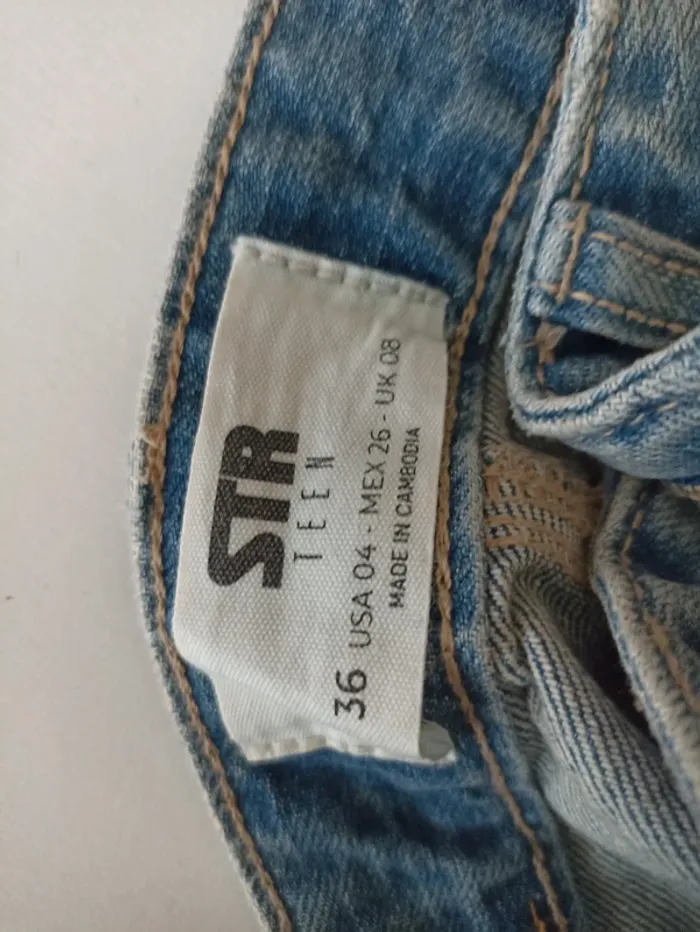 STR
TEEN
36 USA 04 - MEX 26 - UK 08
MADE IN CAMBODIA